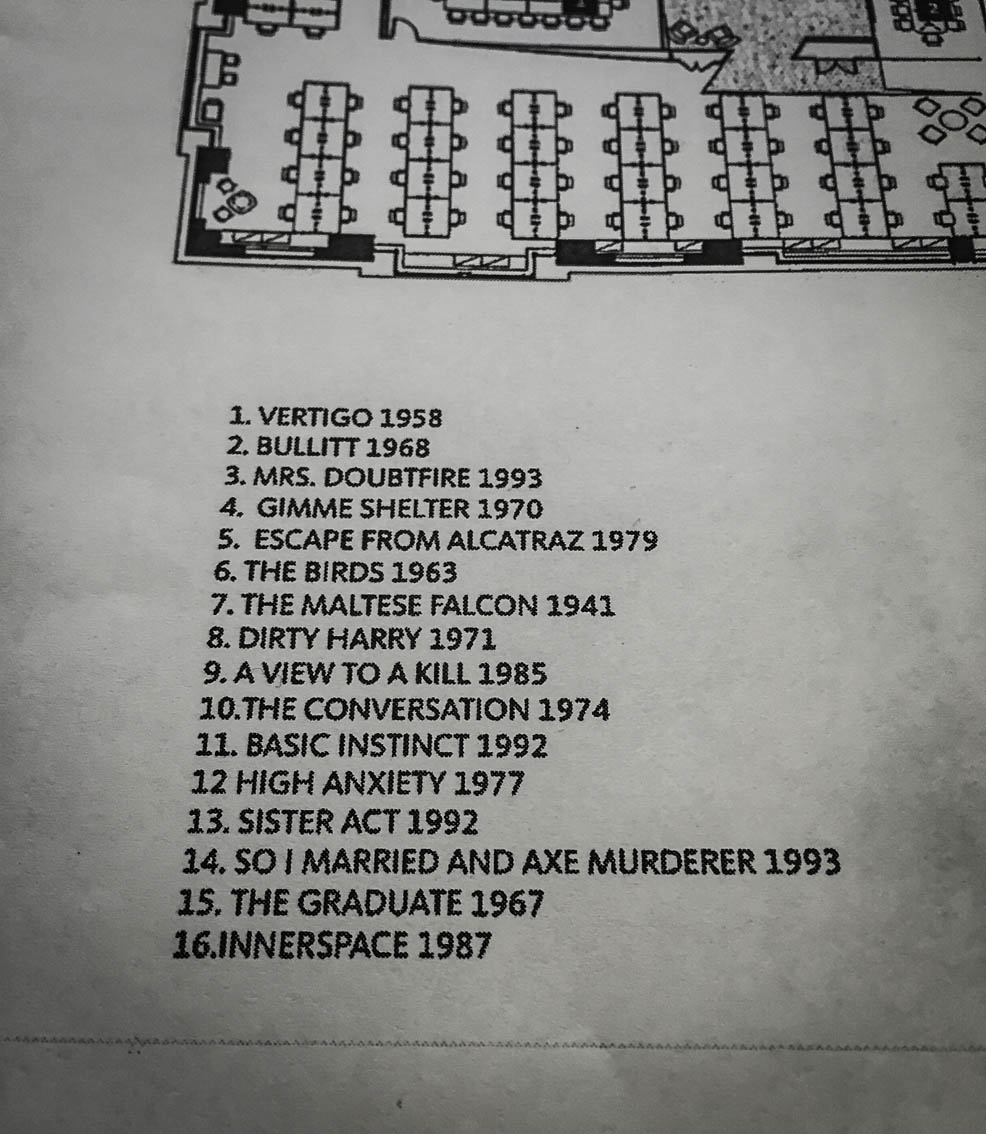 1. VERTIGO 1958
2. BULLITT 1968
3. MRS. DOUBTFIRE 1993
4. GIMME SHELTER 1970
5. ESCAPE FROM ALCATRAZ 1979
6. THE BIRDS 1963
7. THE MALTESE FALCON 1941
8. DIRTY HARRY 1971
9. A VIEW TO A KILL 1985
10.THE CONVERSATION 1974
11. BASIC INSTINCT 1992
12 HIGH ANXIETY 1977
13. SISTER ACT 1992
14. SO I MARRIED AND AXE MURDERER 1993
15. THE GRADUATE 1967
16.INNERSPACE 1987